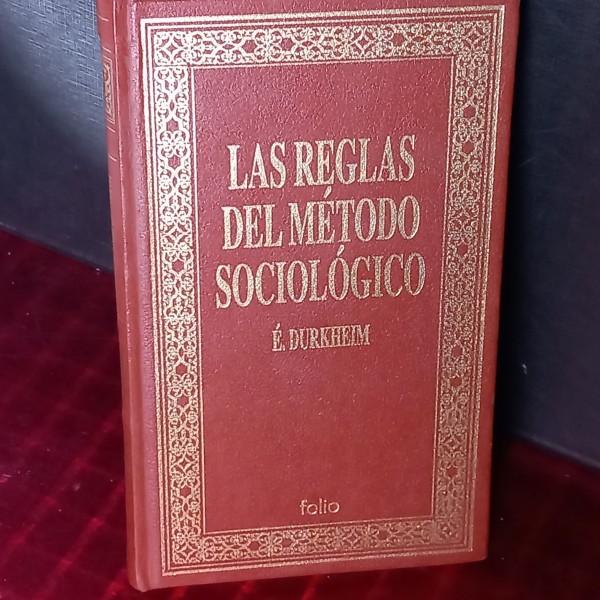 LAS REGLAS
DEL MÉTODO
SOCIOLÓGICO
É. DURKHEIM
folio